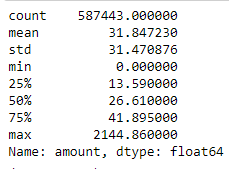 count    587443.000000
mean         31.847230
std          31.470876
min           0.000000
25%          13.590000
50%          26.610000
75%          41.895000
max        2144.860000
Name: amount, dtype: float64